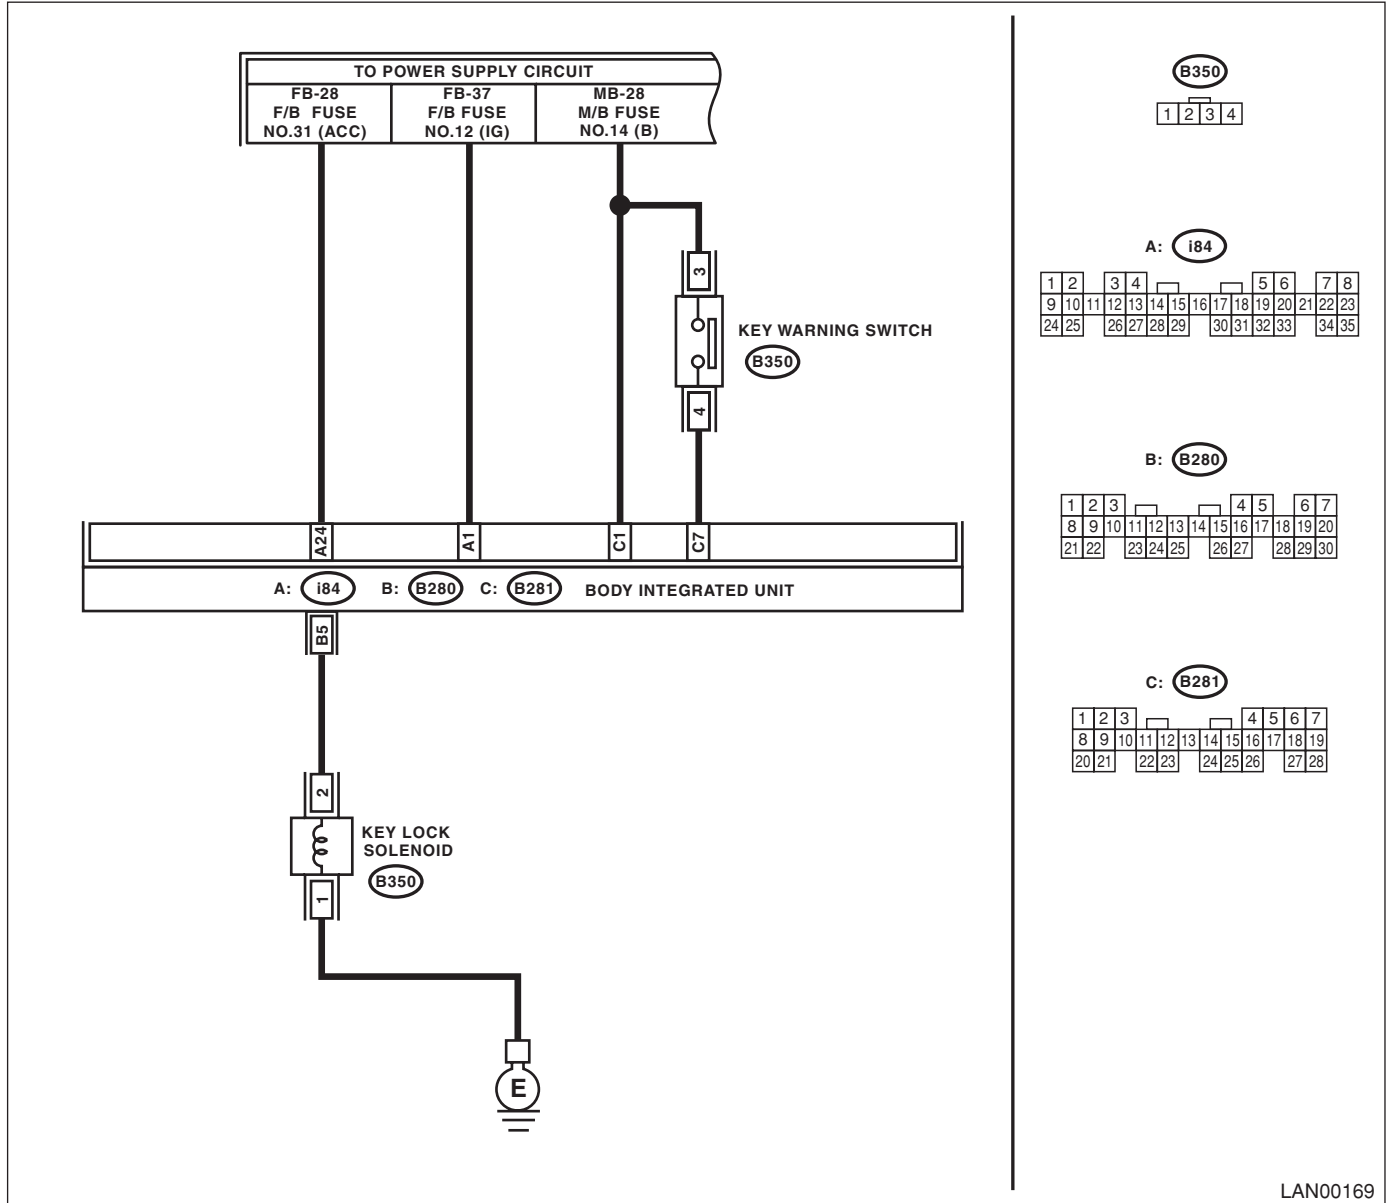 TO POWER SUPPLY CIRCUIT
FB-28
F/B FUSE
NO.31 (ACC)
FB-37
F/B FUSE
NO.12 (IG)
MB-28
M/B FUSE
NO.14 (B)
3
KEY WARNING SWITCH
B350
4
A24
A1
C1
C7
A: i84 B: B280 C: B281 BODY INTEGRATED UNIT
B5
2
KEY LOCK
SOLENOID
B350
1
E
B350
1 2 3 4
A: i84
1 2 3 4 5 6 7 8
9 10 11 12 13 14 15 16 17 18 19 20 21 22 23
24 25 26 27 28 29 30 31 32 33 34 35
B: B280
1 2 3 4 5 6 7
8 9 10 11 12 13 14 15 16 17 18 19 20
21 22 23 24 25 26 27 28 29 30
C: B281
1 2 3 4 5 6 7
8 9 10 11 12 13 14 15 16 17 18 19
20 21 22 23 24 25 26 27 28
LAN00169